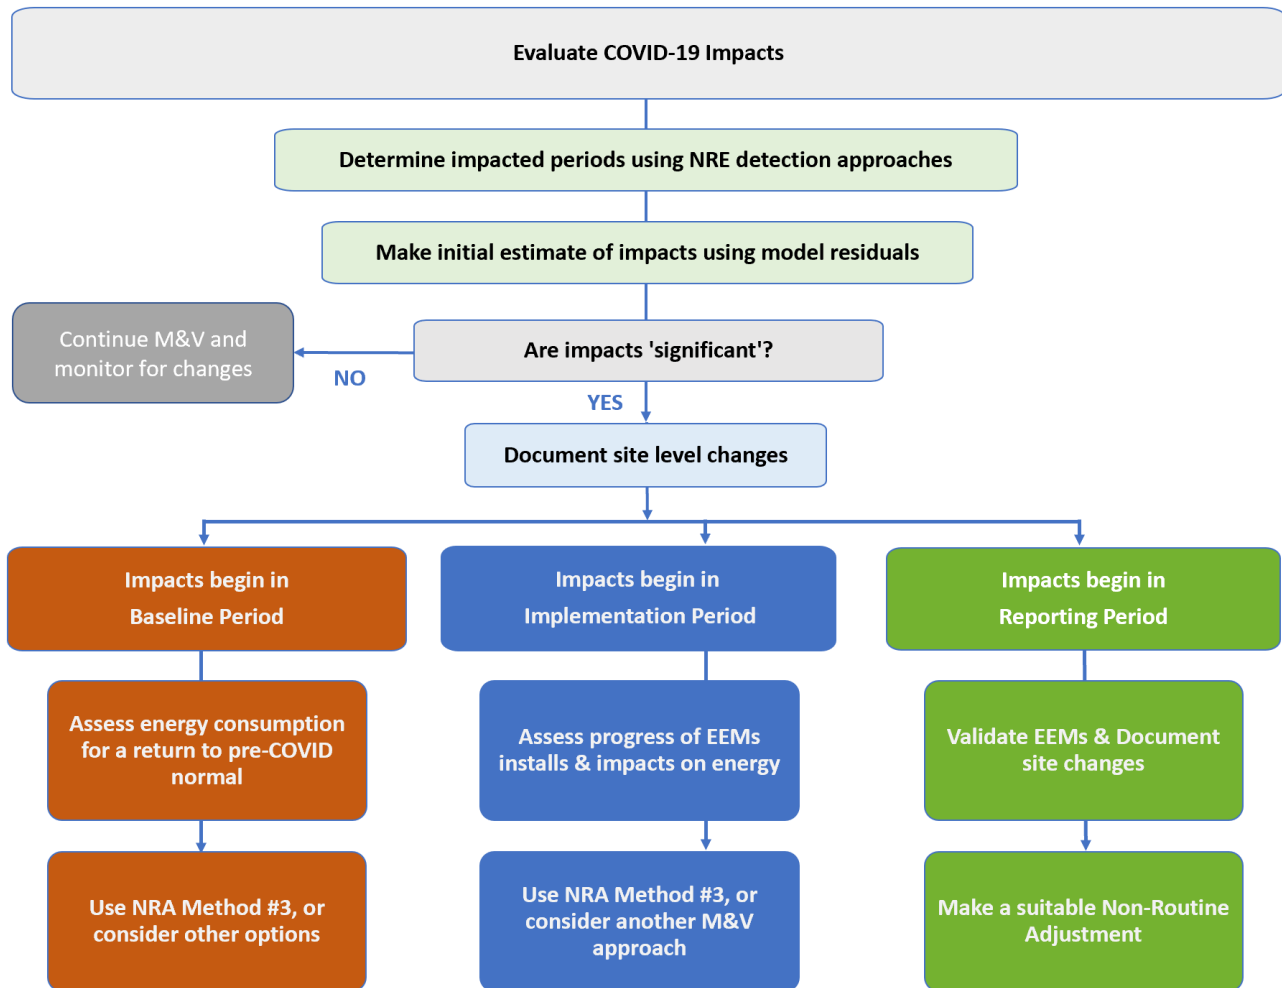 Evaluate COVID-19 Impacts
Determine impacted periods using NRE detection approaches
Make initial estimate of impacts using model residuals
Continue M&V and
monitor for changes
NO
Are impacts 'significant'?
YES
Document site level changes
Impacts begin in
Baseline Period
Impacts begin in
Implementation Period
Impacts begin in
Reporting Period
Assess energy consumption
for a return to pre-COVID
normal
Assess progress of EEMs
installs & impacts on energy
Validate EEMs & Document
site changes
Use NRA Method #3, or
consider other options
Use NRA Method #3, or
consider another M&V
approach
Make a suitable Non-Routine
Adjustment